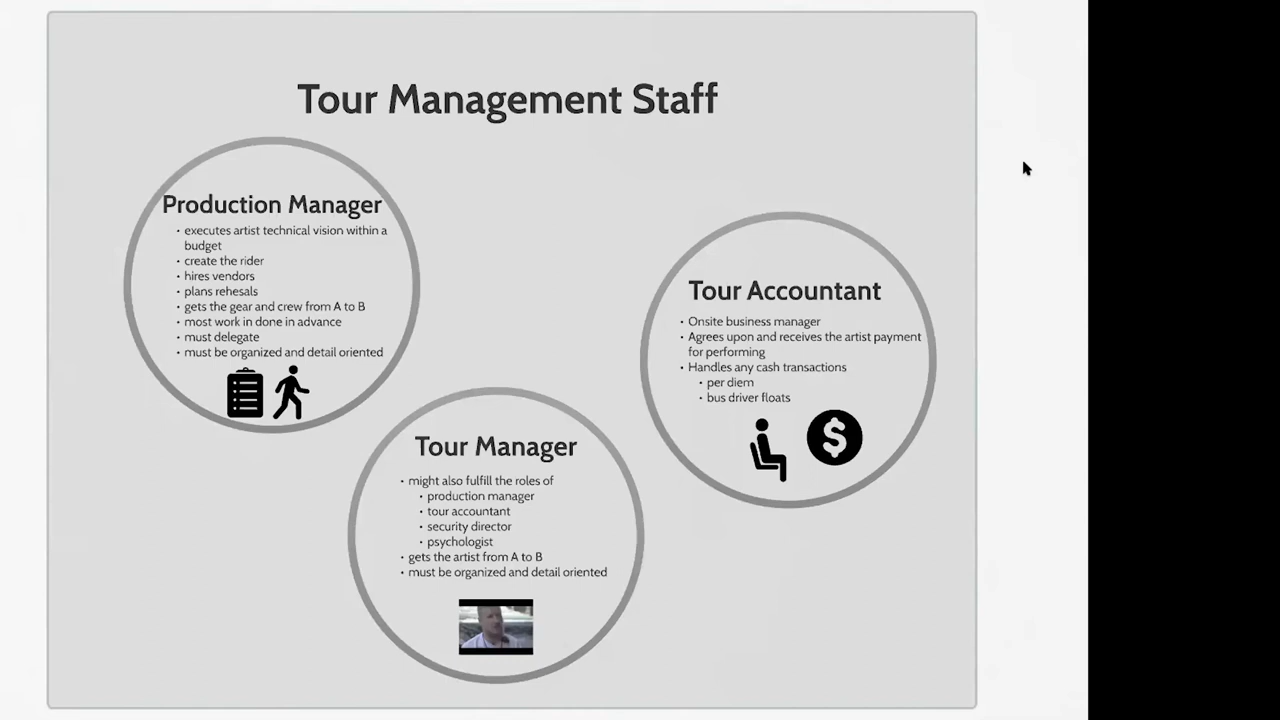 Tour Management Staff
Production Manager
• executes artist technical vision within a
budget
• create the rider
• hires vendors
• plans rehesals
• gets the gear and crew from A to B
• most work in done in advance
• must delegate
• must be organized and detail oriented
Tour Accountant
• Onsite business manager
• Agrees upon and receives the artist payment
for performing
• Handles any cash transactions
• per diem
• bus driver floats
$
Tour Manager
• might also fulfill the roles of
• production manager
• tour accountant
• security director
• psychologist
• gets the artist from A to B
• must be organized and detail oriented